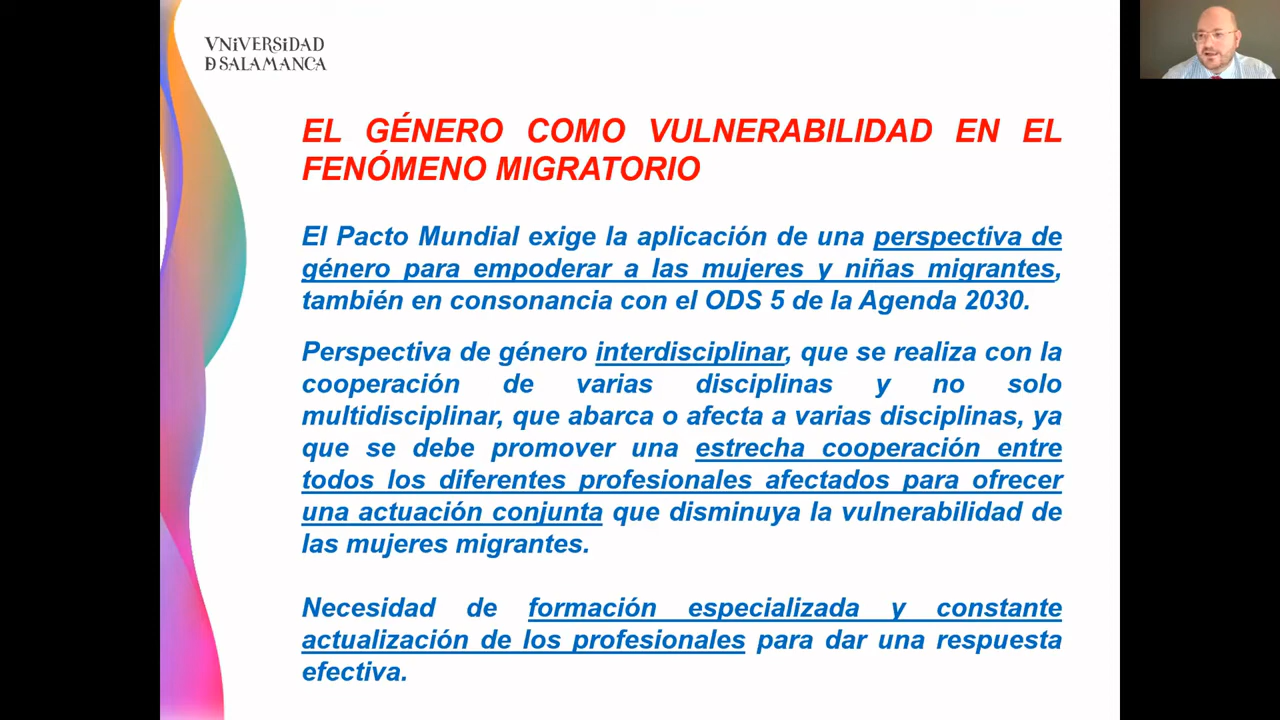 VNiVERSiDAD
D SALAMANCA
EL GÉNERO COMO VULNERABILIDAD EN EL
FENÓMENO MIGRATORIO
El Pacto Mundial exige la aplicación de una perspectiva de
género para empoderar a las mujeres y niñas migrantes,
también en consonancia con el ODS 5 de la Agenda 2030.
Perspectiva de género interdisciplinar, que se realiza con la
cooperación de varias disciplinas y no solo
multidisciplinar, que abarca o afecta a varias disciplinas, ya
que se debe promover una estrecha cooperación entre
todos los diferentes profesionales afectados para ofrecer
una actuación conjunta que disminuya la vulnerabilidad de
las mujeres migrantes.
Necesidad de formación especializada y constante
actualización de los profesionales para dar una respuesta
efectiva.